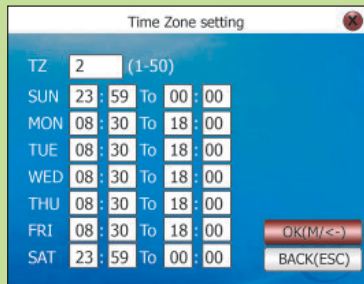 Time Zone setting
TZ 2 (1-50)
SUN 23 : 59 To 00 : 00
MON 08 : 30 To 18 : 00
TUE 08 : 30 To 18 : 00
WED 08 : 30 To 18 : 00
THU 08 : 30 To 18 : 00
FRI 08 : 30 To 18 : 00
OK(M/<-)
SAT 23 : 59 To 00 : 00
BACK(ESC)